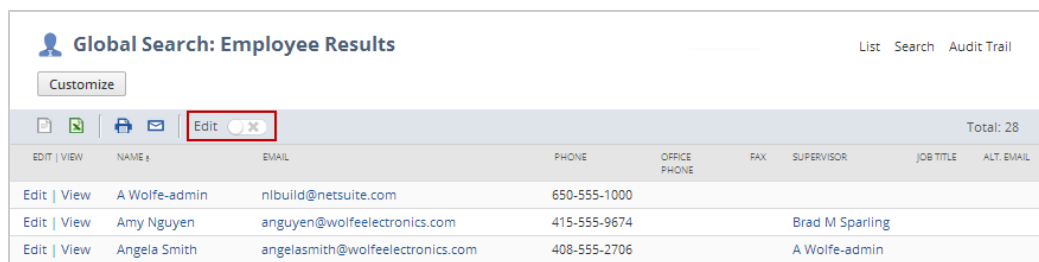 Global Search: Employee Results
List Search Audit Trail
Customize
Edit
Total: 28
EDIT | VIEW NAME EMAIL PHONE OFFICE PHONE FAX SUPERVISOR JOB TITLE ALT. EMAIL
Edit | View A Wolfe-admin nlbuild@netsuite.com 650-555-1000
Edit | View Amy Nguyen anguyen@wolfeelectronics.com 415-555-9674 Brad M Sparling
Edit | View Angela Smith angelasmith@wolfeelectronics.com 408-555-2706 A Wolfe-admin